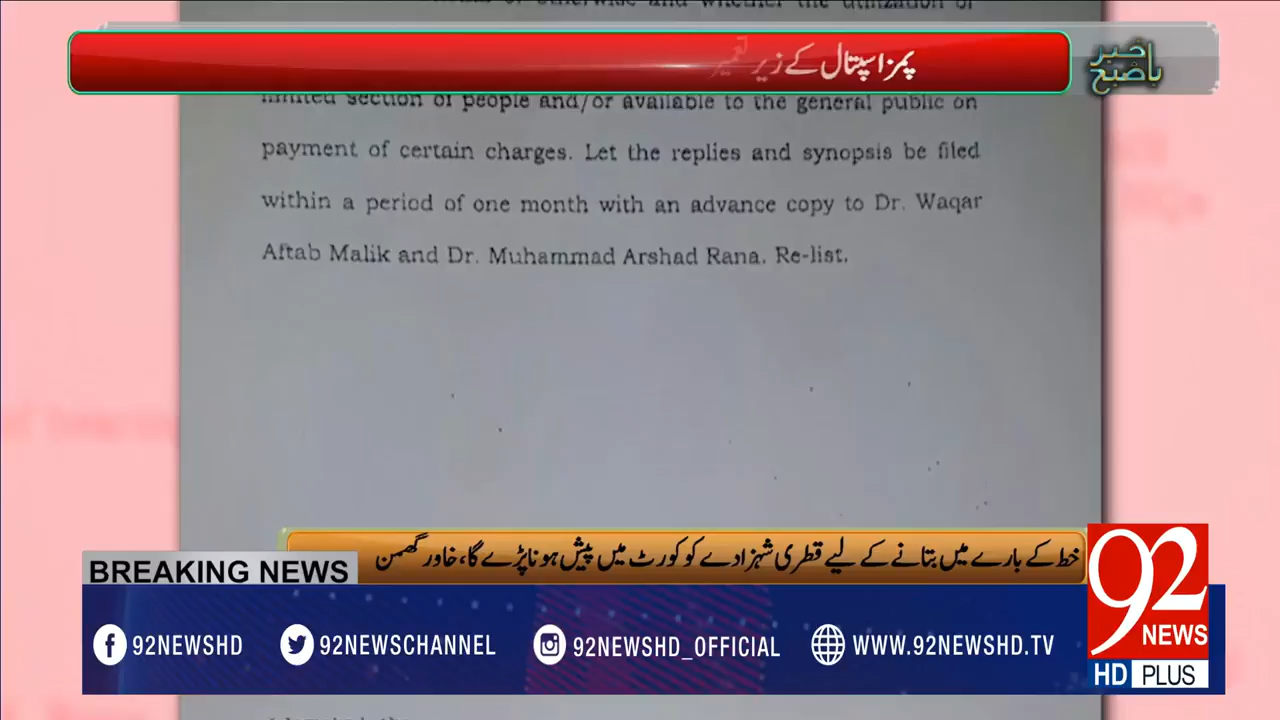 پمز اسپتال کے زیر تعمیر
باخبر صبح
limited section of people and/or available to the general public on
payment of certain charges. Let the replies and synopsis be filed
within a period of one month with an advance copy to Dr. Waqar
Aftab Malik and Dr. Muhammad Arshad Rana. Re-list.
خط کے بارے میں بتانے کے لیے قطری شہزادے کو کورٹ میں پیش ہونا پڑے گا، خاور گھمن
BREAKING NEWS
92NEWSHD
92NEWSCHANNEL
92NEWSHD_OFFICIAL
WWW.92NEWSHD.TV
92
NEWS
HD PLUS